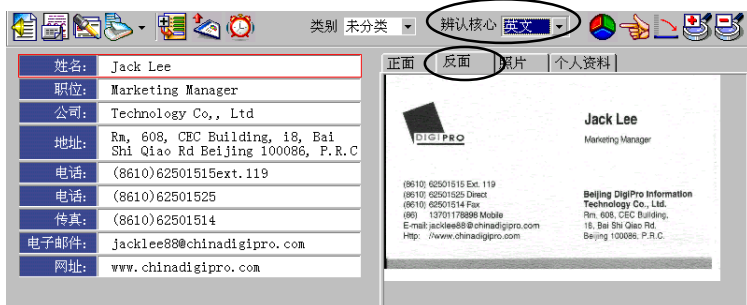 类别 未分类 辨认核心 英文
姓名: Jack Lee
职位: Marketing Manager
公司: Technology Co,, Ltd
地址: Rm, 608, CEC Building, 18, Bai
Shi Qiao Rd Beijing 100086, P.R.C
电话: (8610)62501515ext.119
电话: (8610)62501525
传真: (8610)62501514
电子邮件: jacklee88@chinadigipro.com
网址: www.chinadigipro.com
正面 反面 照片 个人资料
DIGIPRO
Jack Lee
Marketing Manager
(8610) 62501515 Ext. 119
(8610) 62501525 Direct
(8610) 62501514 Fax
(86) 13701178898 Mobile
E-mail: jacklee88@chinadigipro.com
Http: //www.chinadigipro.com
Beijing DigiPro Information
Technology Co., Ltd.
Rm. 608, CEC Building,
18, Bai Shi Qiao Rd,
Beijing 100086, P.R.C.